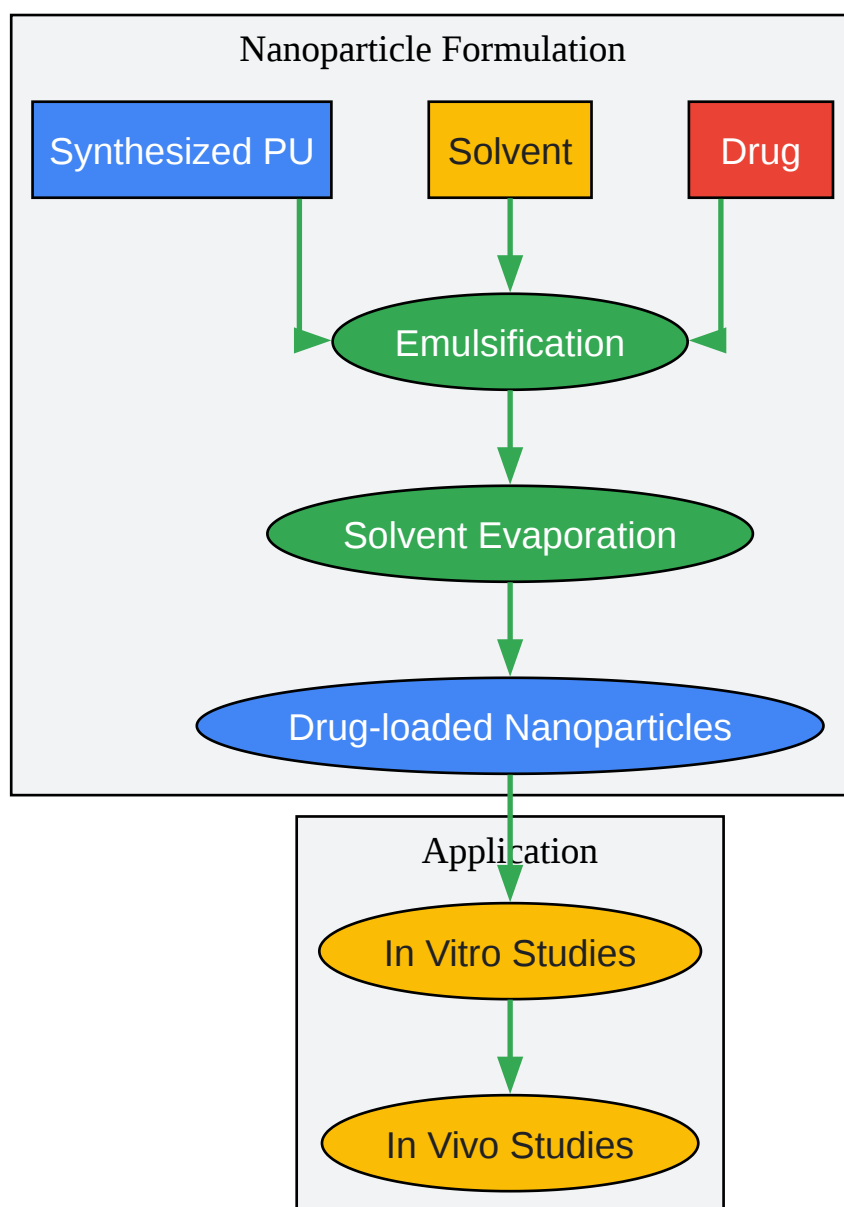 Nanoparticle Formulation
Synthesized PU
Solvent
Drug
Emulsification
Solvent Evaporation
Drug-loaded Nanoparticles
Application
In Vitro Studies
In Vivo Studies